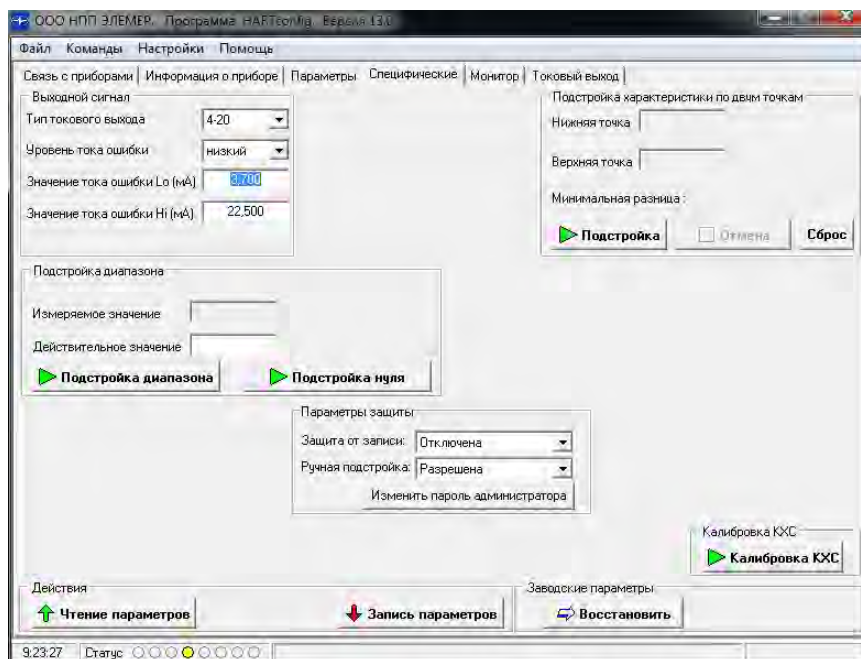 ООО НПП ЭЛЕМЕР. Программа HARTconfig. Версия 13.0
Файл Команды Настройки Помощь
Связь с приборами Информация о приборе Параметры Специфические Монитор Токовый выход
Выходной сигнал
Тип токового выхода 4-20
Уровень тока ошибки низкий
Значение тока ошибки Lo (мА) 3,700
Значение тока ошибки Hi (мА) 22,500
Подстройка характеристики по двум точкам
Нижняя точка
Верхняя точка
Минимальная разница :
Подстройка Отмена Сброс
Подстройка диапазона
Измеряемое значение
Действительное значение
Подстройка диапазона Подстройка нуля
Параметры защиты
Защита от записи: Отключена
Ручная подстройка: Разрешена
Изменить пароль администратора
Калибровка КХС
Калибровка КХС
Действия
Чтение параметров Запись параметров
Заводские параметры
Восстановить
9:23:27 Статус